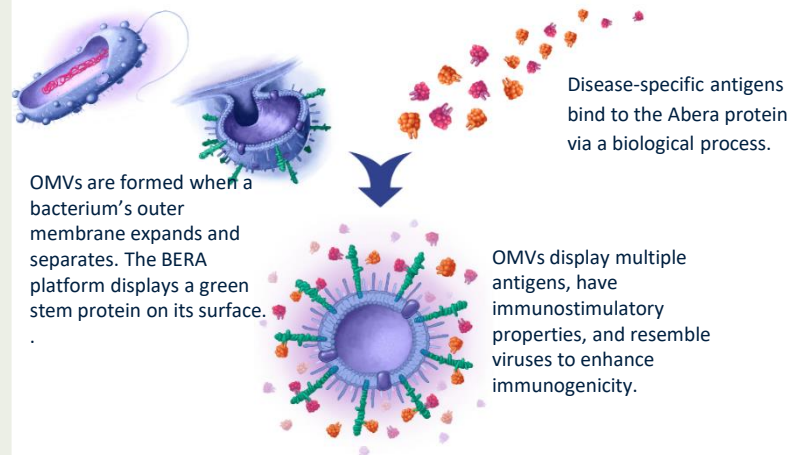 Disease-specific antigens
bind to the Abera protein
via a biological process.
OMVs are formed when a
bacterium's outer
membrane expands and
separates. The BERA
platform displays a green
stem protein on its surface.
.
OMVs display multiple
antigens, have
immunostimulatory
properties, and resemble
viruses to enhance
immunogenicity.